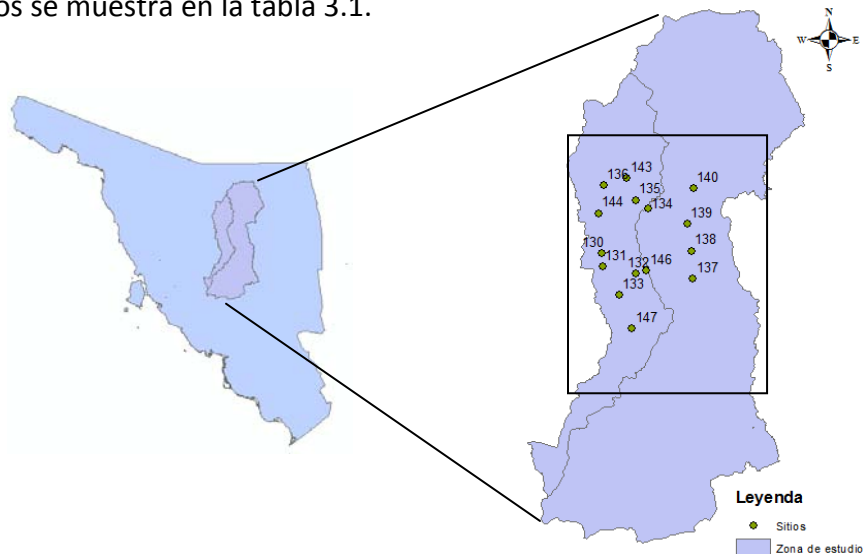 os se muestra en la tabla 3.1.
N
W E
S
143
136
140
135
134
144
139
130
138
131
132 146
137
133
147
Leyenda
Sitios
Zona de estudio